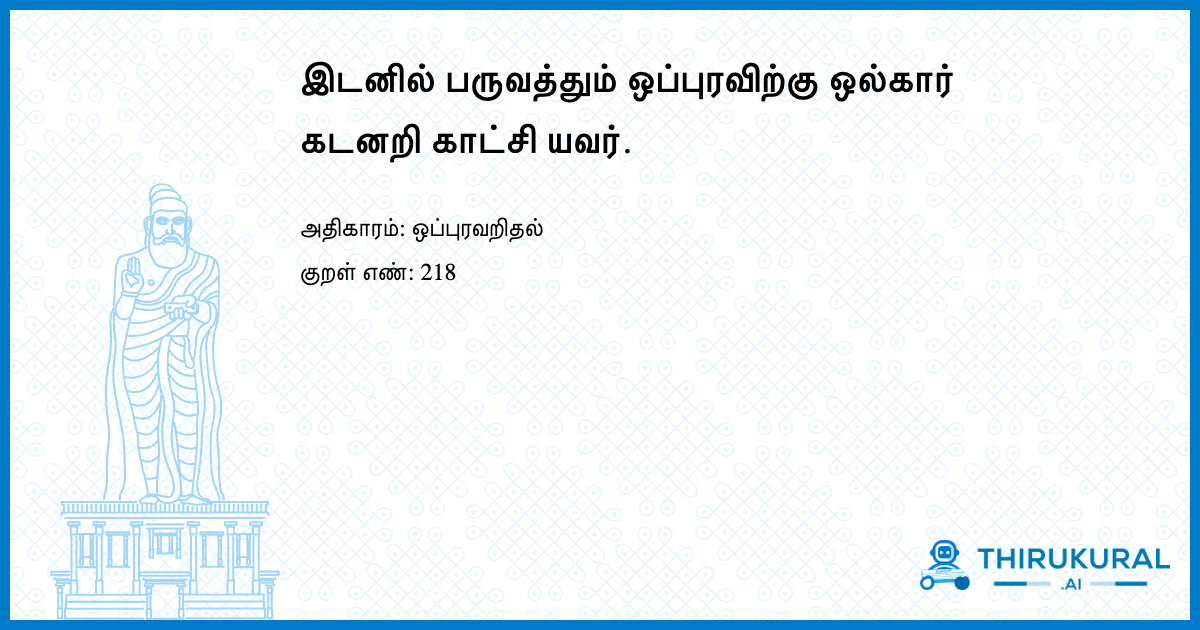 இடனில் பருவத்தும் ஒப்புரவிற்கு ஒல்கார்
கடனறி காட்சி யவர்.
அதிகாரம்: ஒப்புரவறிதல்
குறள் எண்: 218
THIRUKURAL
.AI